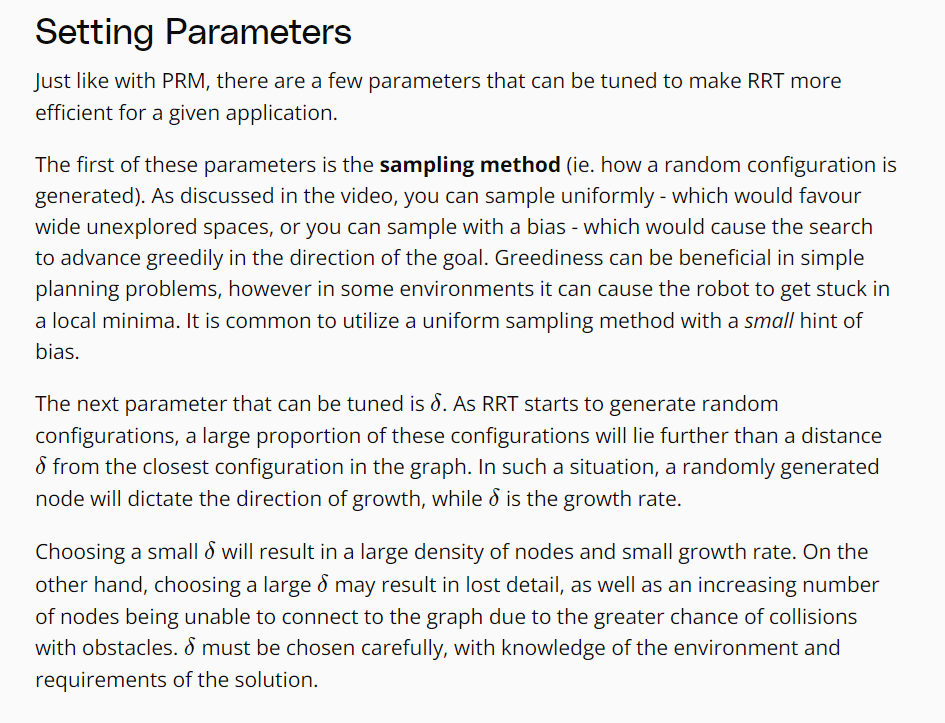 Setting Parameters
Just like with PRM, there are a few parameters that can be tuned to make RRT more
efficient for a given application.
The first of these parameters is the sampling method (ie. how a random configuration is
generated). As discussed in the video, you can sample uniformly - which would favour
wide unexplored spaces, or you can sample with a bias - which would cause the search
to advance greedily in the direction of the goal. Greediness can be beneficial in simple
planning problems, however in some environments it can cause the robot to get stuck in
a local minima. It is common to utilize a uniform sampling method with a small hint of
bias.
The next parameter that can be tuned is δ. As RRT starts to generate random
configurations, a large proportion of these configurations will lie further than a distance
δ from the closest configuration in the graph. In such a situation, a randomly generated
node will dictate the direction of growth, while δ is the growth rate.
Choosing a small δ will result in a large density of nodes and small growth rate. On the
other hand, choosing a large δ may result in lost detail, as well as an increasing number
of nodes being unable to connect to the graph due to the greater chance of collisions
with obstacles. δ must be chosen carefully, with knowledge of the environment and
requirements of the solution.